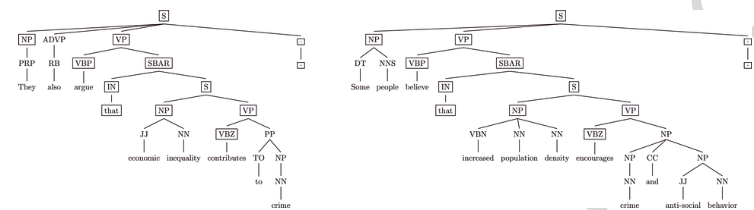 S S
NP ADVP VP . NP VP .
PRP RB VBP SBAR . DT NNS VBP SBAR .
They also argue IN S Some people believe IN S
that NP VP that NP VP
JJ NN VBZ PP VBN NN NN VBZ NP
economic inequality contributes TO NP increased population density encourages NP CC NP
to NN NN and JJ NN
crime crime anti-social behavior